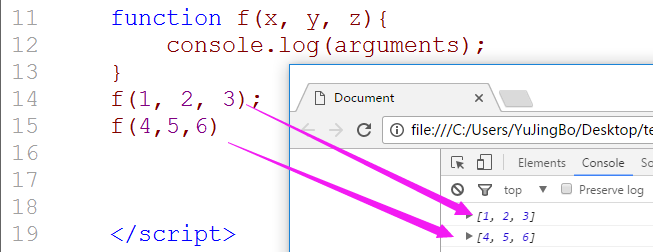 11 function f(x, y, z){
12 console.log(arguments);
13 }
14 f(1, 2, 3);
15 f(4,5,6)
16
17
18
19 </script>
Document
file:///C:/Users/YuJingBo/Desktop/te
Elements Console S
top Preserve log
[1, 2, 3]
[4, 5, 6]